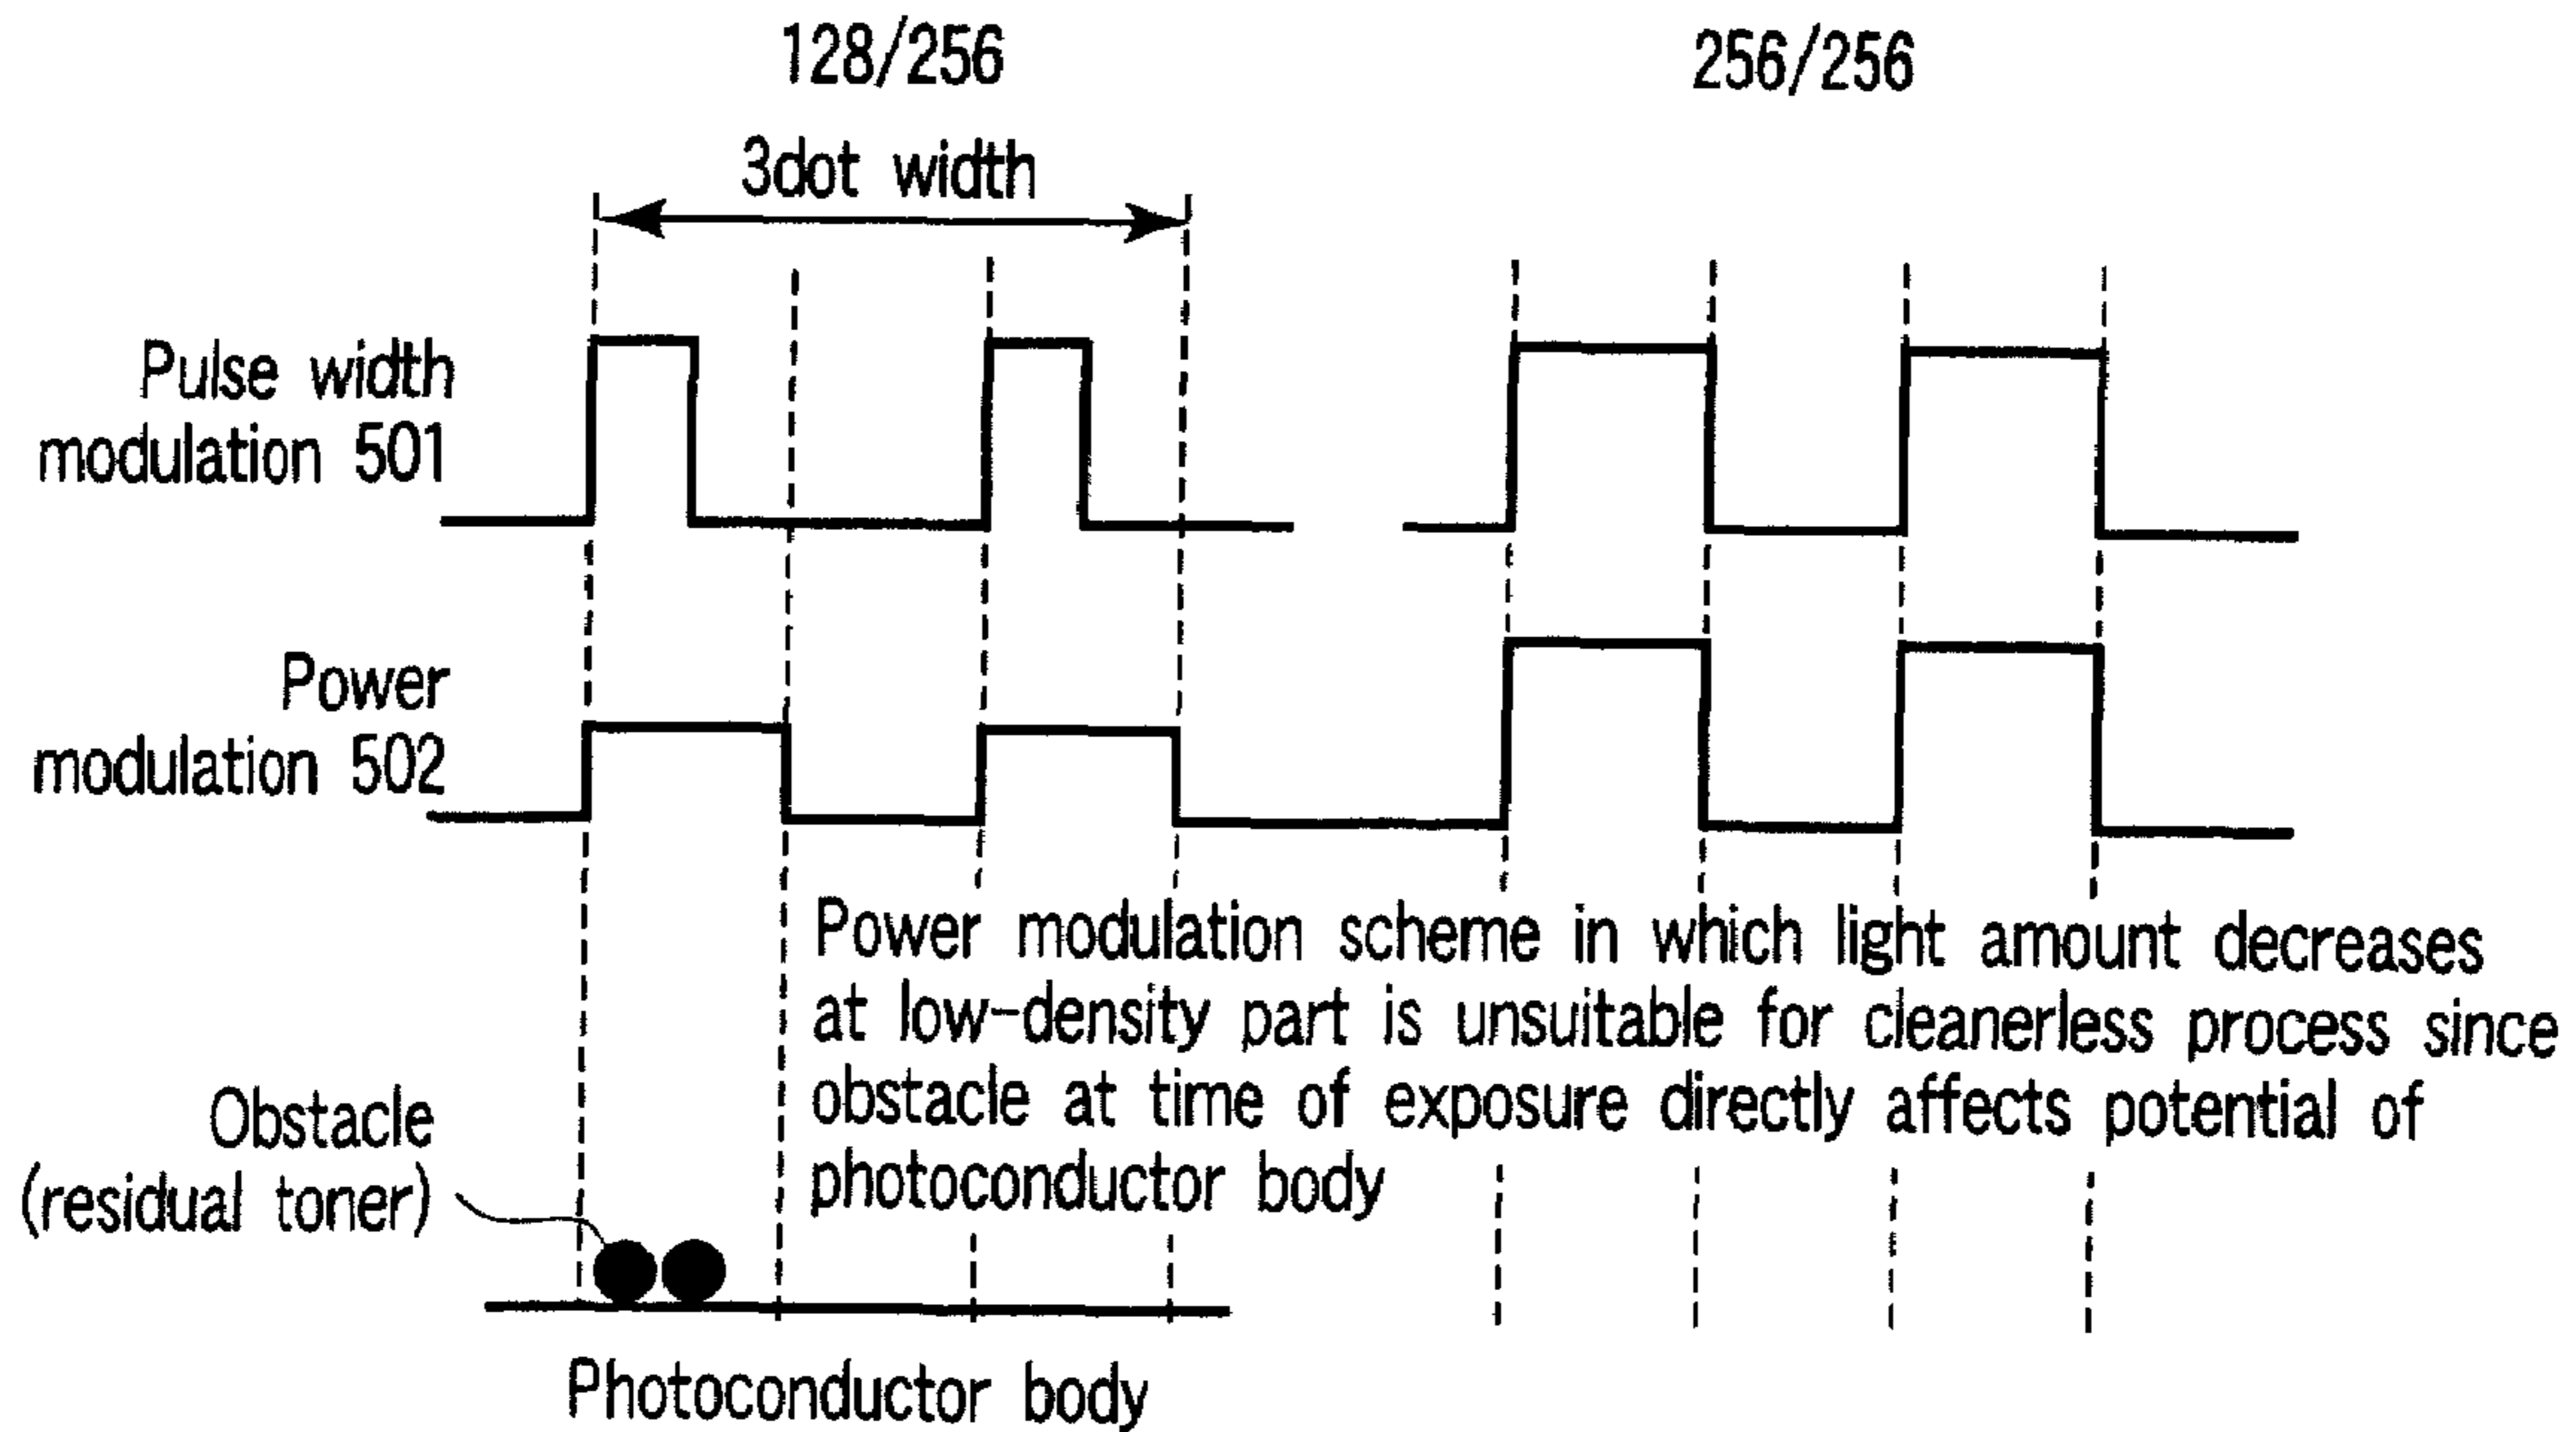 128/256
256/256
3dot width
Pulse width
modulation 501
Power
modulation 502
Power modulation scheme in which light amount decreases
at low-density part is unsuitable for cleanerless process since
obstacle at time of exposure directly affects potential of
photoconductor body
Obstacle
(residual toner)
Photoconductor body